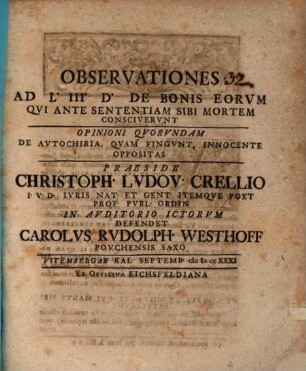 OBSERVATIONES 32.
AD L' III' D' DE BONIS EORVM
QVI ANTE SENTENTIAM SIBI MORTEM
CONSCIVERVNT
OPINIONI QVORVNDAM
DE AVTOCHIRIA, QVAM FINGVNT, INNOCENTE
OPPOSITAS
PRAESIDE
CHRISTOPH· LVDOV· CRELLIO
I· V· D· IVRIS NAT ET GENT· ITEMQVE POET
PROF· PVBL· ORDIN
IN AVDITORIO ICTORVM
DEFENDET
CAROLVS RVDOLPH· WESTHOFF
POVCHENSIS SAXO
VITEMBERGAE KAL· SEPTEMB· cIɔ Iɔ cc XXXI
EX OFFICINA EICHSFELDIANA